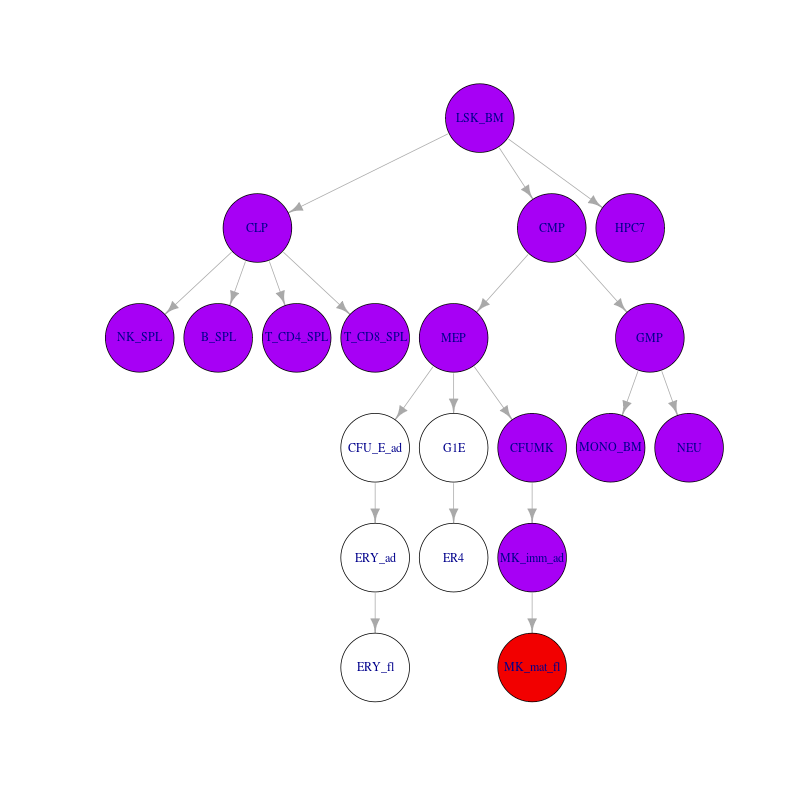 LSK_BM
CLP
CMP
HPC7
NK_SPL
B_SPL
T_CD4_SPL
T_CD8_SPL
MEP
GMP
CFU_E_ad
G1E
CFUMK
MONO_BM
NEU
ERY_ad
ER4
MK_imm_ad
ERY_fl
MK_mat_fl